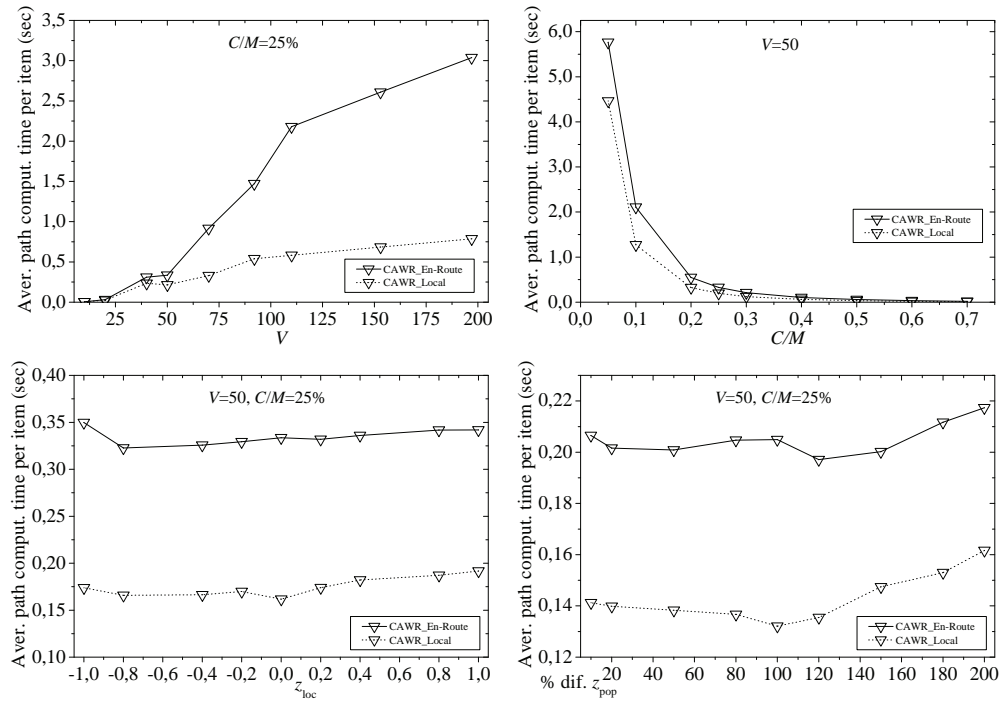 Aver. path comput. time per item (sec)
3,5
3,0
2,5
2,0
1,5
1,0
0,5
0,0
C/M=25%
CAWR_En-Route
CAWR_Local
25 50 75 100 125 150 175 200
V
Aver. path comput. time per item (sec)
6,0
5,0
4,0
3,0
2,0
1,0
0,0
V=50
CAWR_En-Route
CAWR_Local
0,0 0,1 0,2 0,3 0,4 0,5 0,6 0,7
C/M
Aver. path comput. time per item (sec)
0,40
0,35
0,30
0,25
0,20
0,15
0,10
V=50, C/M=25%
CAWR_En-Route
CAWR_Local
-1,0 -0,8 -0,6 -0,4 -0,2 0,0 0,2 0,4 0,6 0,8 1,0
z_loc
Aver. path comput. time per item (sec)
0,22
0,20
0,18
0,16
0,14
0,12
V=50, C/M=25%
CAWR_En-Route
CAWR_Local
20 40 60 80 100 120 140 160 180 200
% dif. z_pop